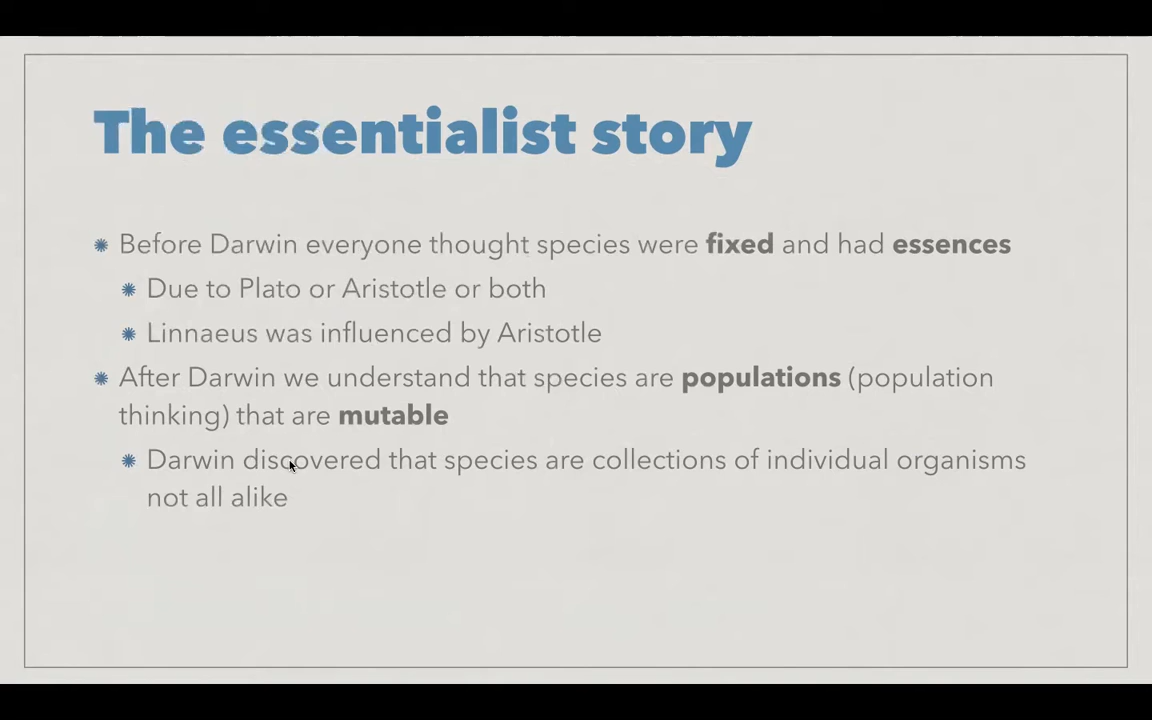 The essentialist story
Before Darwin everyone thought species were fixed and had essences
Due to Plato or Aristotle or both
Linnaeus was influenced by Aristotle
After Darwin we understand that species are populations (population
thinking) that are mutable
Darwin discovered that species are collections of individual organisms
not all alike